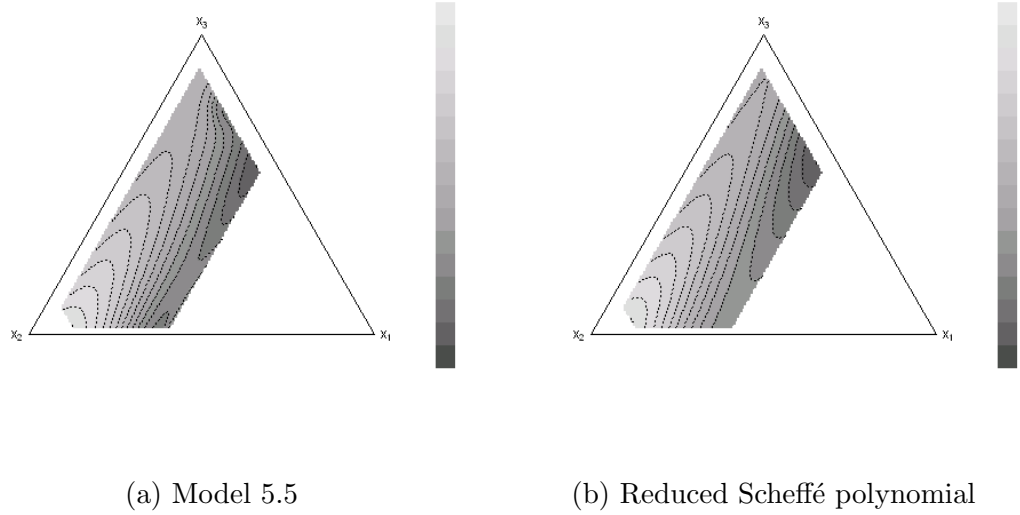 x₃
x₂
x₁
x₃
x₂
x₁
(a) Model 5.5
(b) Reduced Scheffé polynomial